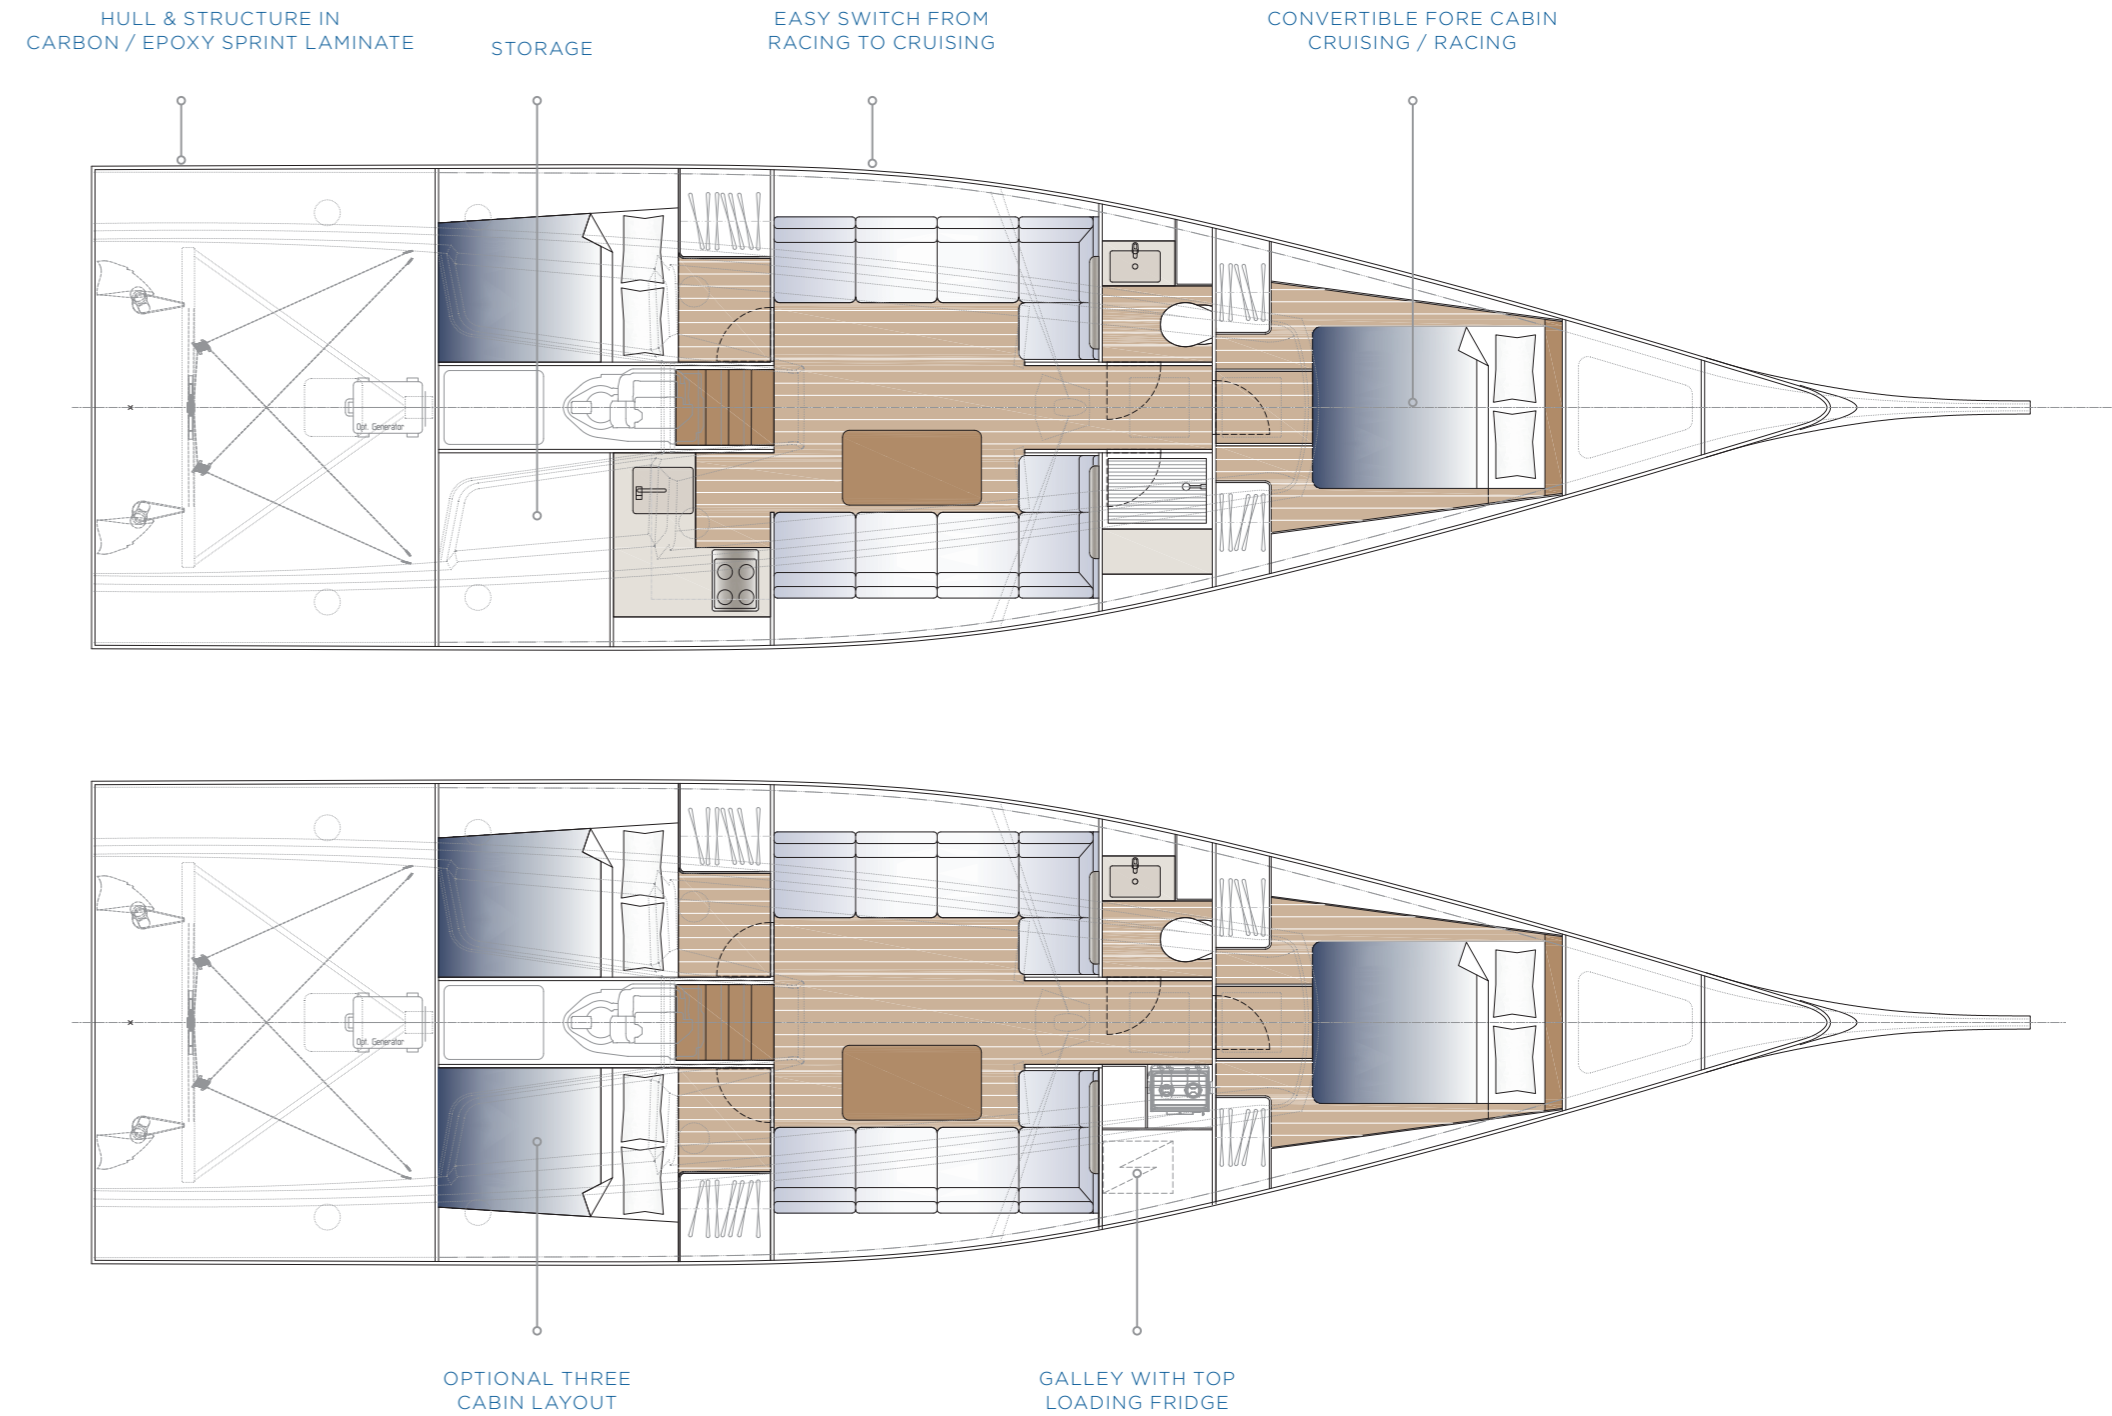 HULL & STRUCTURE IN
CARBON / EPOXY SPRINT LAMINATE
STORAGE
EASY SWITCH FROM
RACING TO CRUISING
CONVERTIBLE FORE CABIN
CRUISING / RACING
Opt. Generator
Opt. Generator
OPTIONAL THREE
CABIN LAYOUT
GALLEY WITH TOP
LOADING FRIDGE